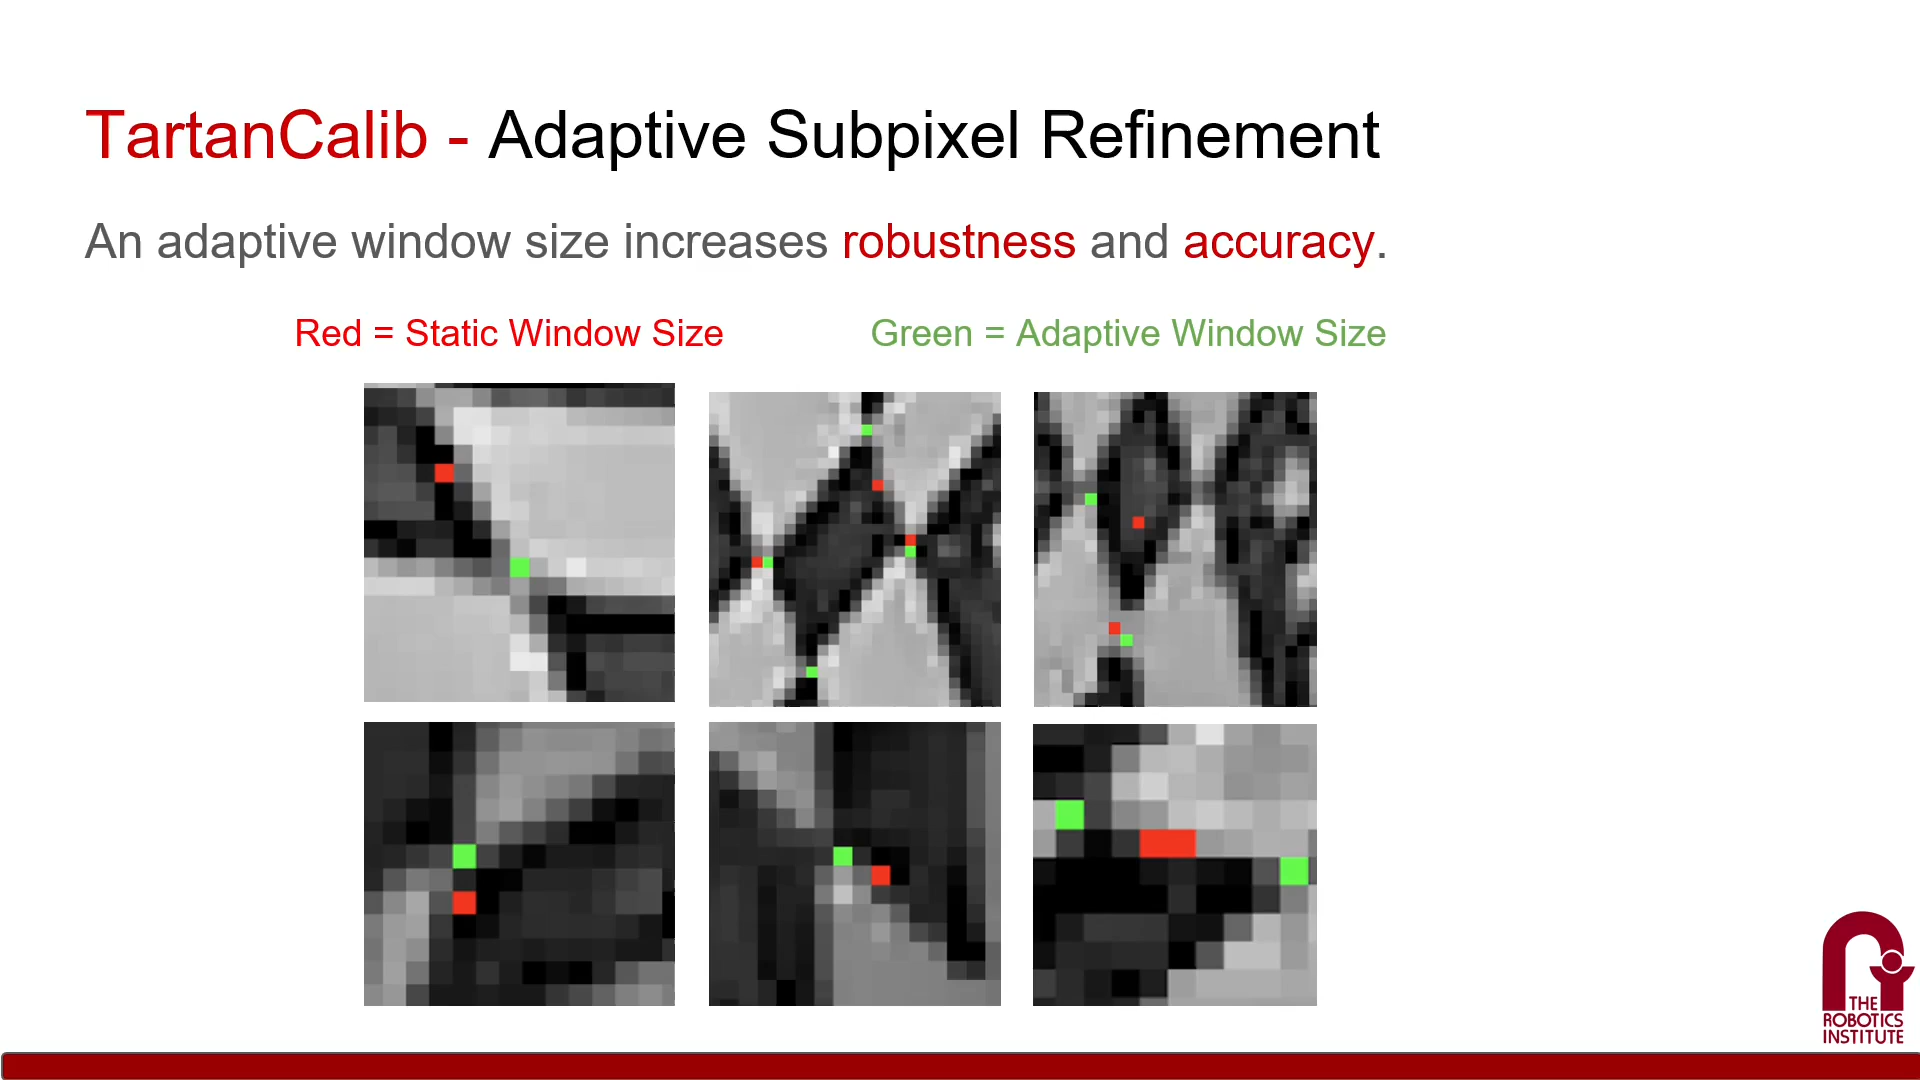 TartanCalib - Adaptive Subpixel Refinement
An adaptive window size increases robustness and accuracy.
Red = Static Window Size
Green = Adaptive Window Size
THE
ROBOTICS
INSTITUTE